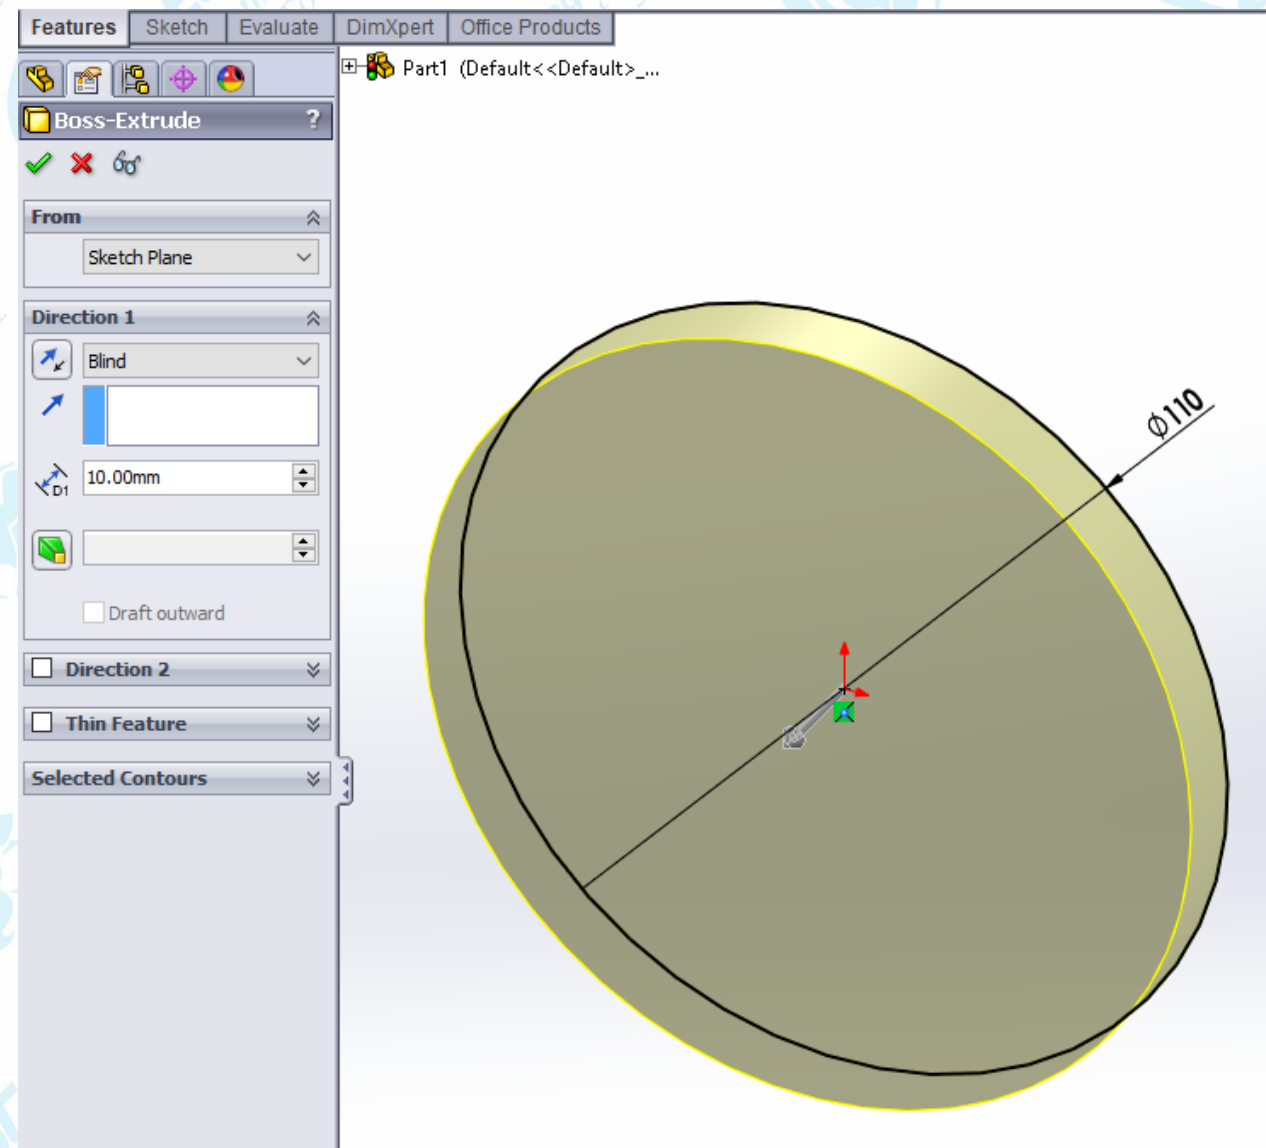 Features Sketch Evaluate DimXpert Office Products
Part1 (Default<<Default>_...
Boss-Extrude ?
From
Sketch Plane
Direction 1
Blind
D1 10.00mm
Draft outward
Direction 2
Thin Feature
Selected Contours
Φ110